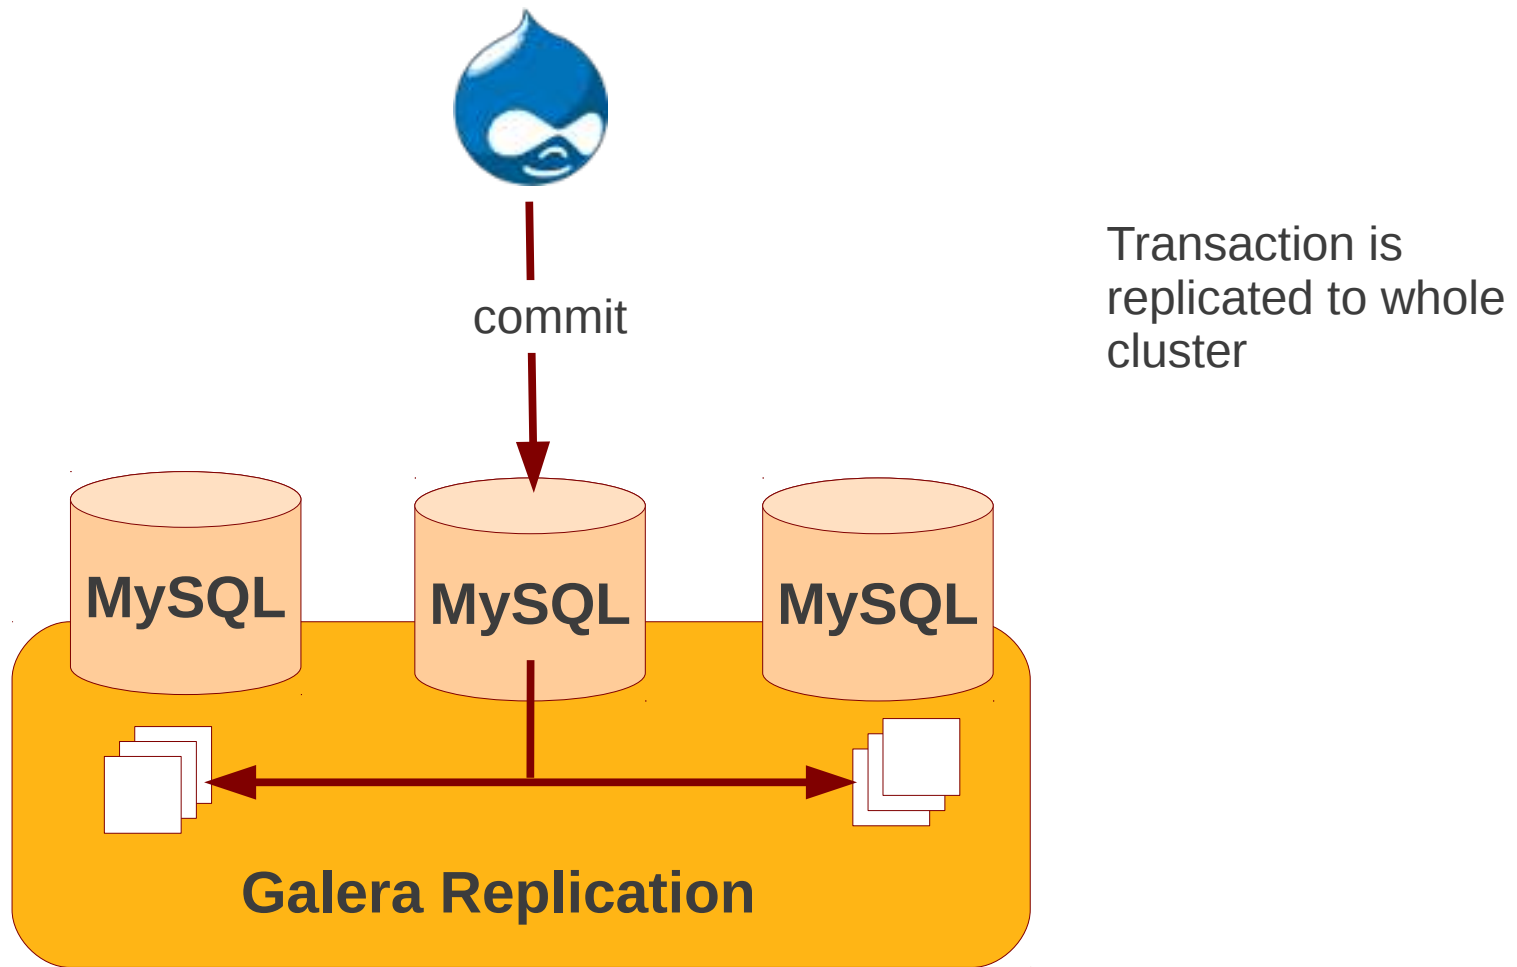 commit
Transaction is
replicated to whole
cluster
MySQL
MySQL
MySQL
Galera Replication